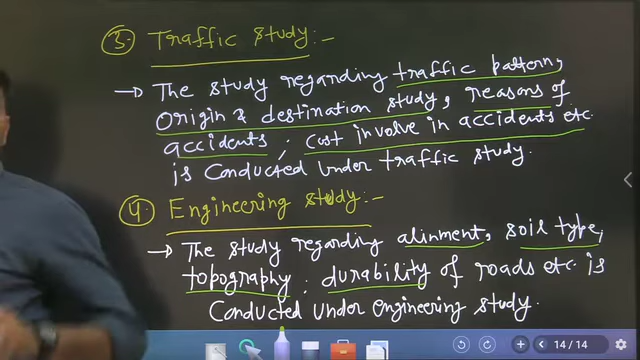 ③ Traffic study:-
→ The study regarding traffic pattern,
Origin & destination study, reasons of
accidents, cost involve in accidents etc.
is conducted under traffic study.
④ Engineering study:-
→ The study regarding alinment, soil type,
topography, durability of roads etc. is
Conducted under engineering study.
14 / 14